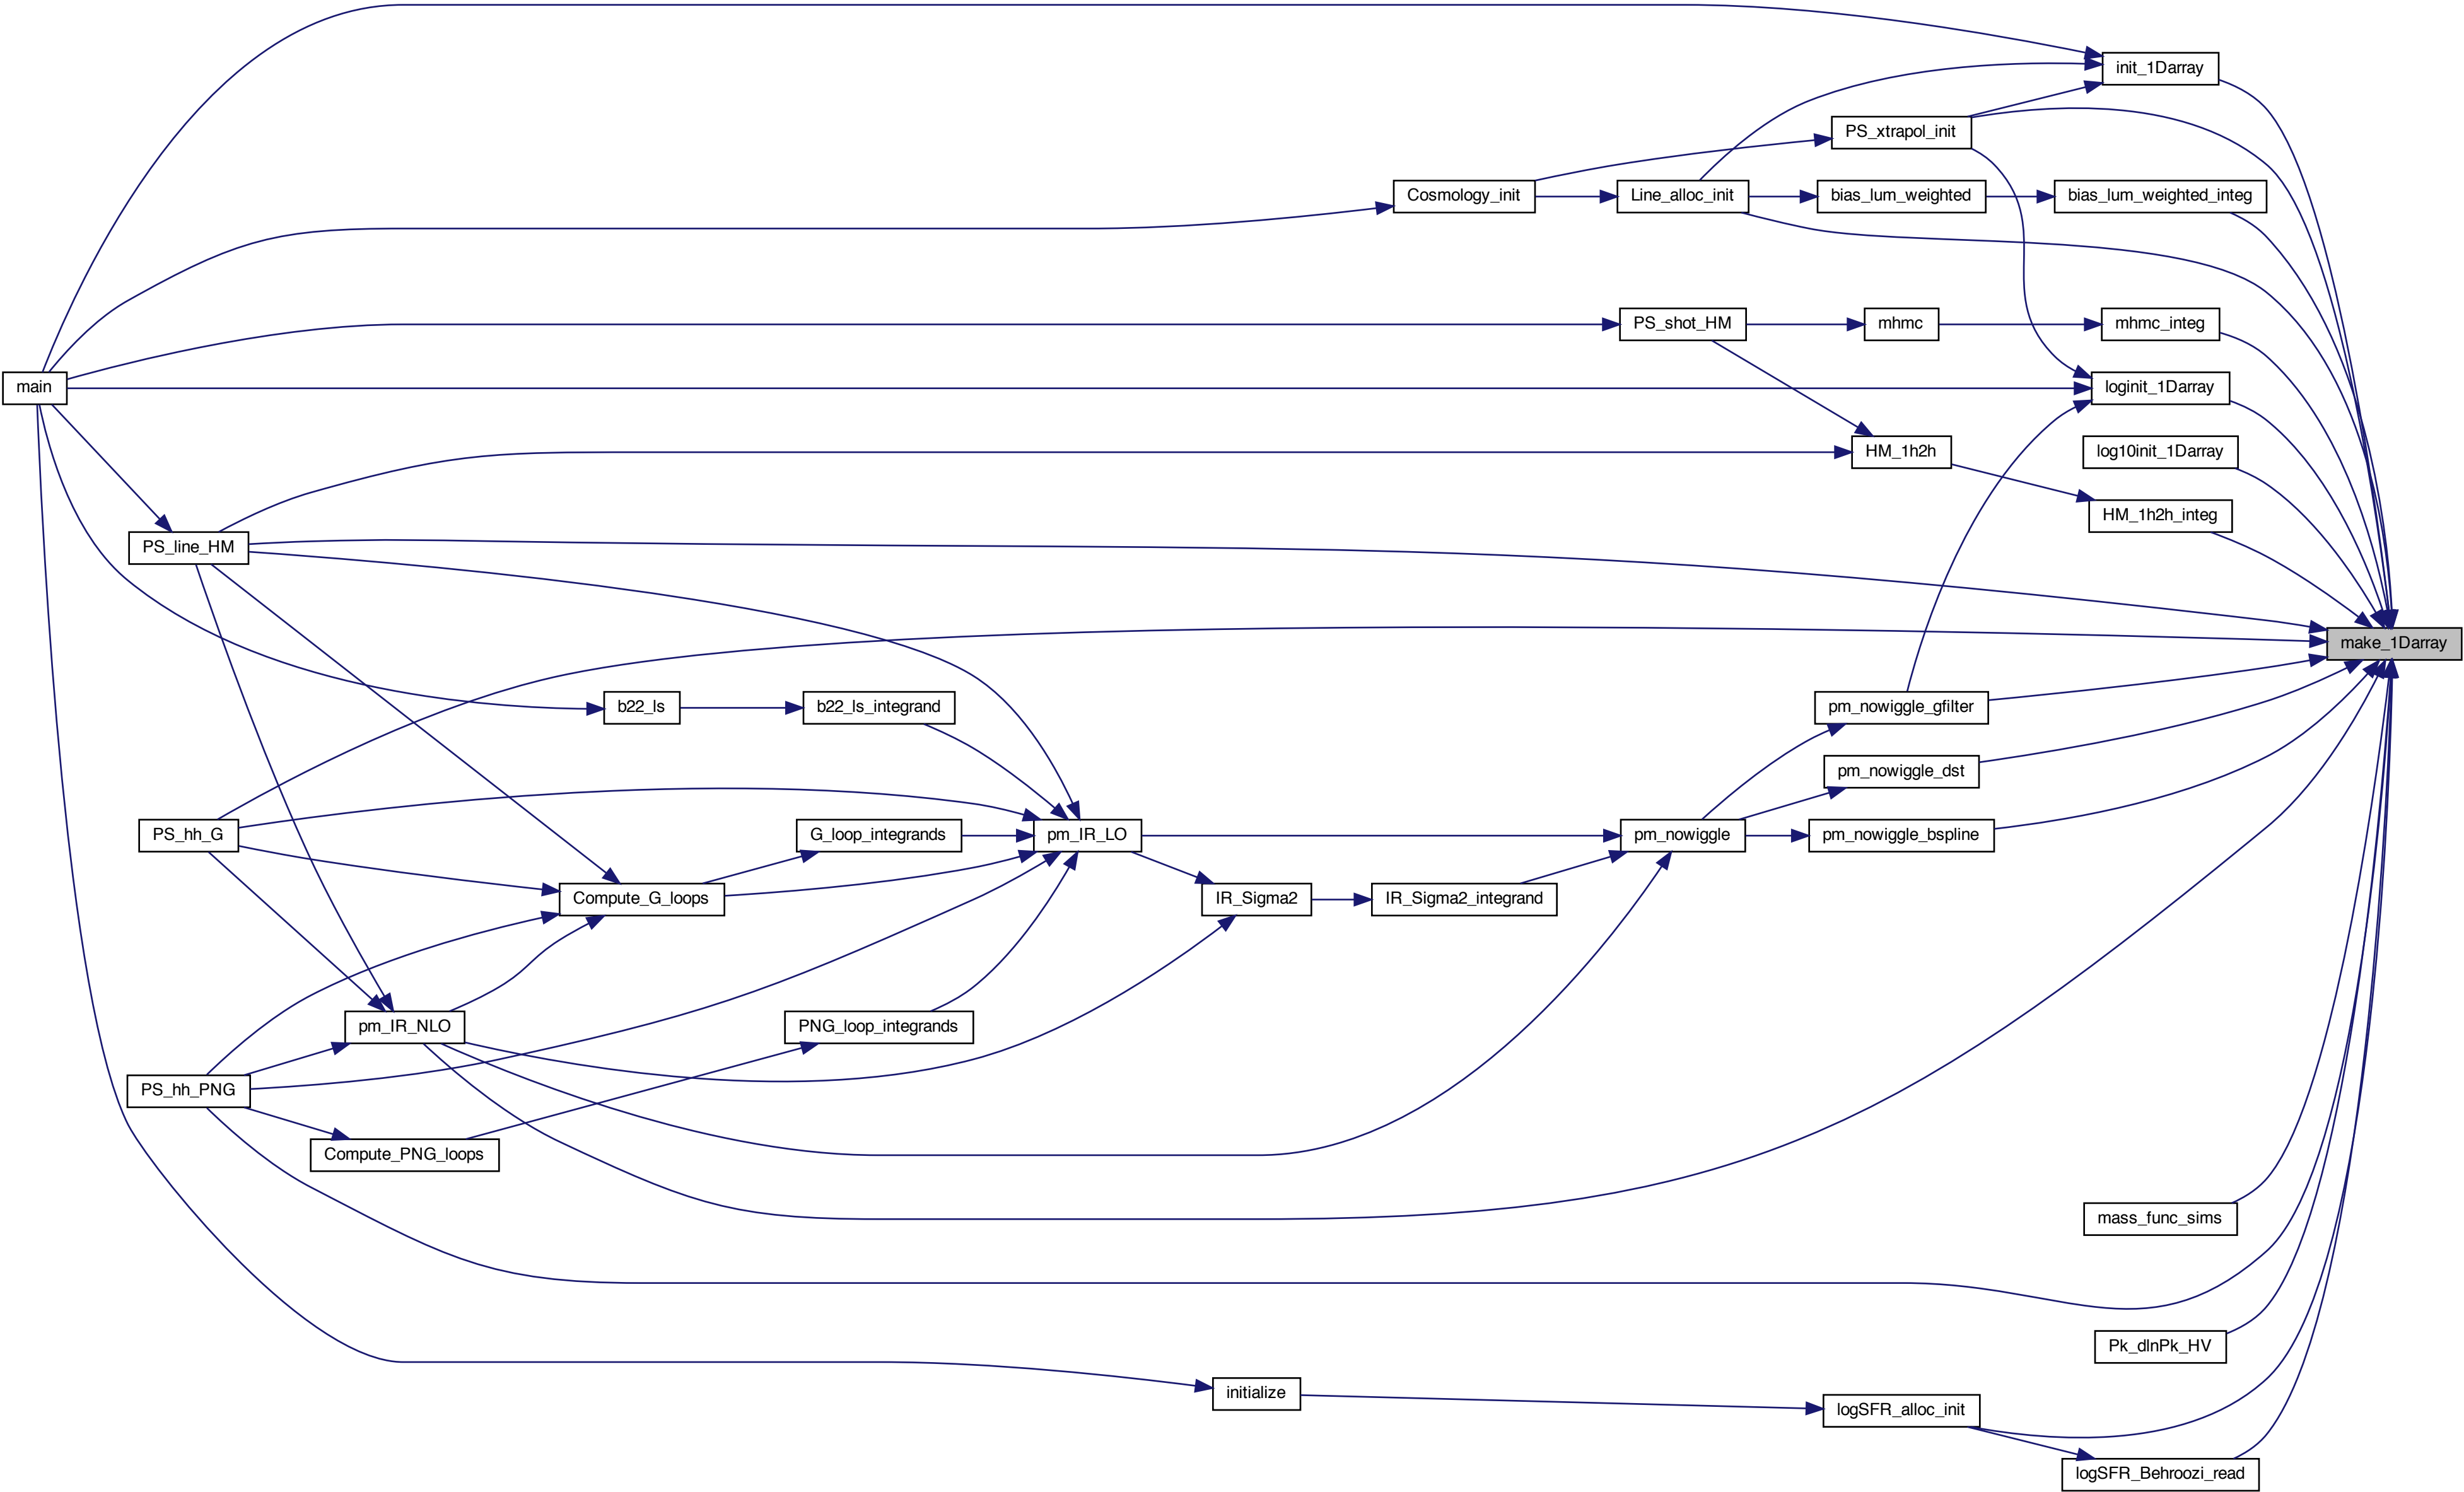 init_1Darray
PS_xtrapol_init
Cosmology_init
Line_alloc_init
bias_lum_weighted
bias_lum_weighted_integ
PS_shot_HM
mhmc
mhmc_integ
main
loginit_1Darray
HM_1h2h
log10init_1Darray
HM_1h2h_integ
PS_line_HM
make_1Darray
b22_ls
b22_ls_integrand
pm_nowiggle_gfilter
pm_nowiggle_dst
PS_hh_G
G_loop_integrands
pm_IR_LO
pm_nowiggle
pm_nowiggle_bspline
Compute_G_loops
IR_Sigma2
IR_Sigma2_integrand
pm_IR_NLO
PNG_loop_integrands
PS_hh_PNG
Compute_PNG_loops
mass_func_sims
Pk_dlnPk_HV
initialize
logSFR_alloc_init
logSFR_Behroozi_read